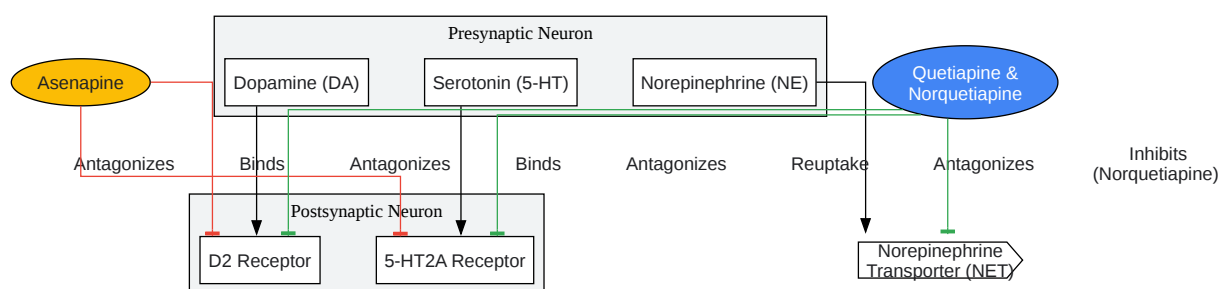 Presynaptic Neuron
Asenapine
Dopamine (DA)
Serotonin (5-HT)
Norepinephrine (NE)
Quetiapine &
Norquetiapine
Antagonizes
Binds
Antagonizes
Binds
Antagonizes
Reuptake
Antagonizes
Inhibits
(Norquetiapine)
Postsynaptic Neuron
D2 Receptor
5-HT2A Receptor
Norepinephrine
Transporter (NET)